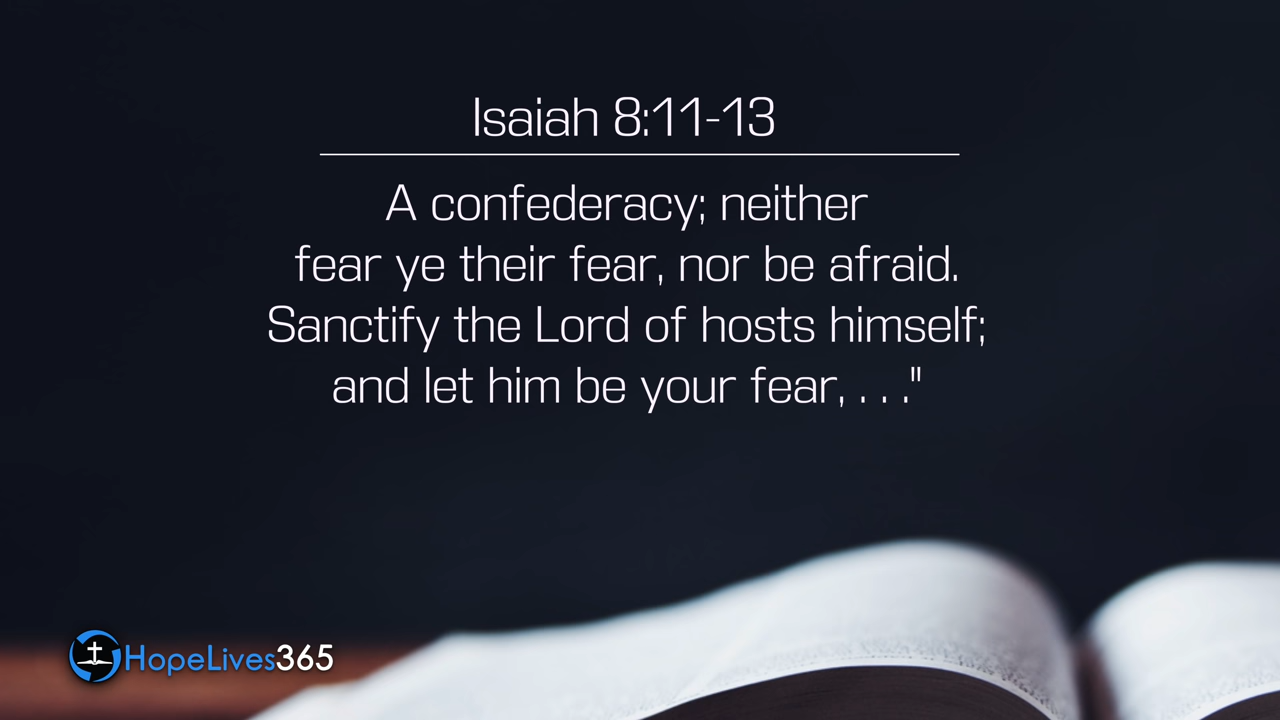 Isaiah 8:11-13
A confederacy; neither
fear ye their fear, nor be afraid.
Sanctify the Lord of hosts himself;
and let him be your fear, . . ."
HopeLives365